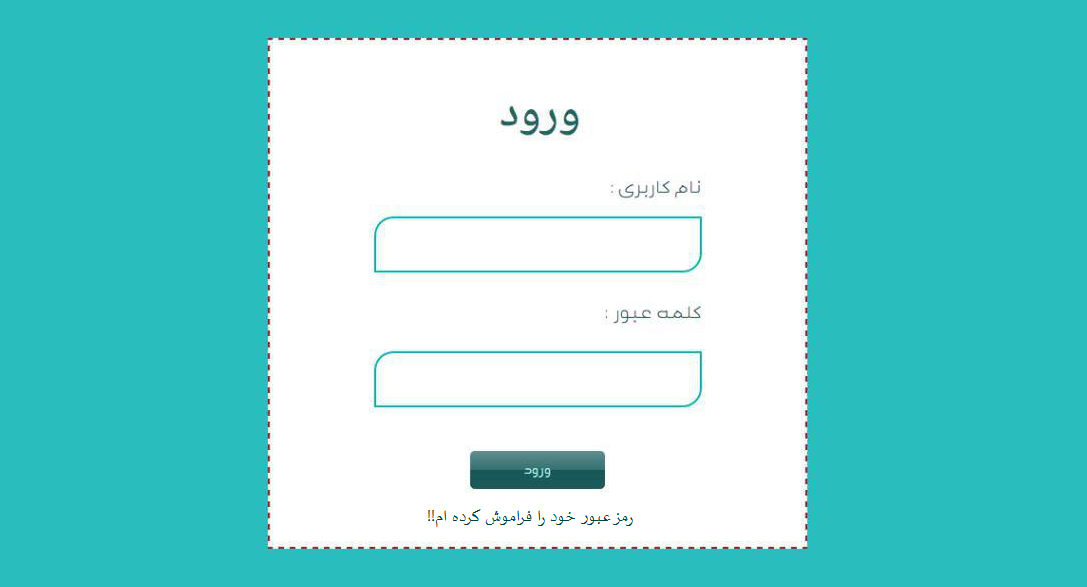 ورود
نام کاربری :
کلمه عبور :
ورود
رمز عبور خود را فراموش کرده ام!!